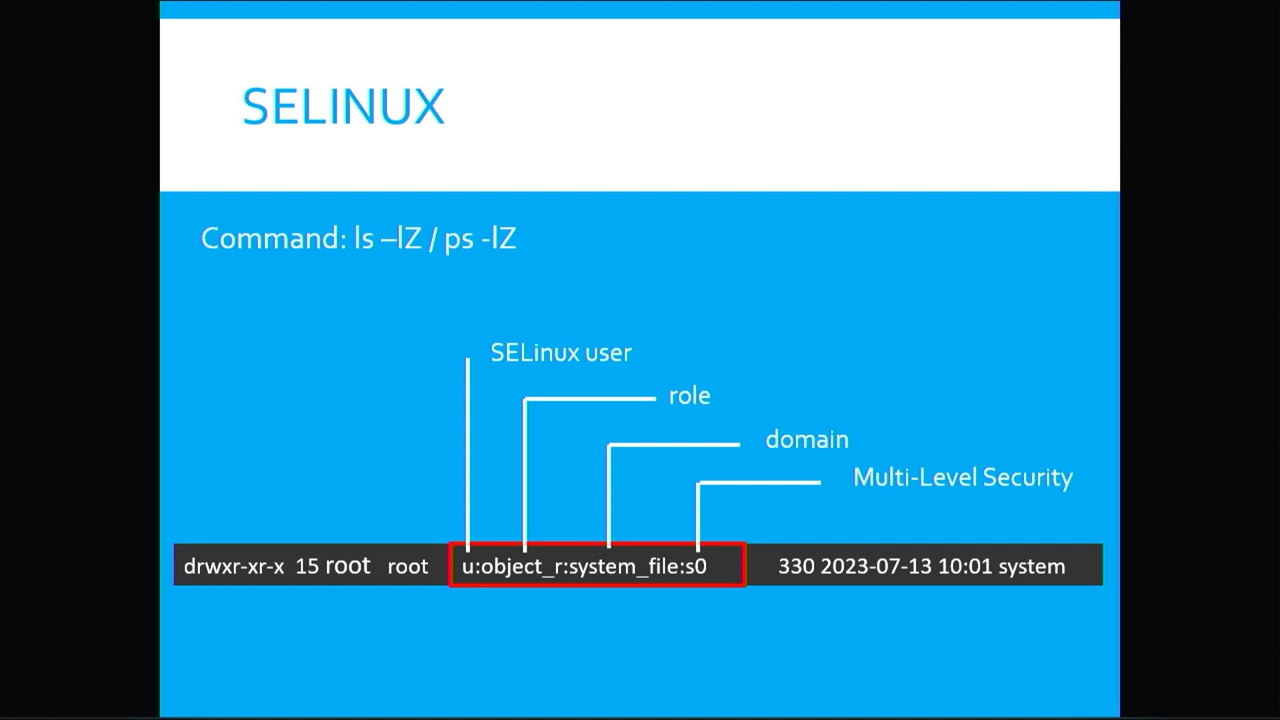 SELINUX
Command: ls –lZ / ps -lZ
SELinux user
role
domain
Multi-Level Security
drwxr-xr-x 15 root root u:object_r:system_file:s0 330 2023-07-13 10:01 system